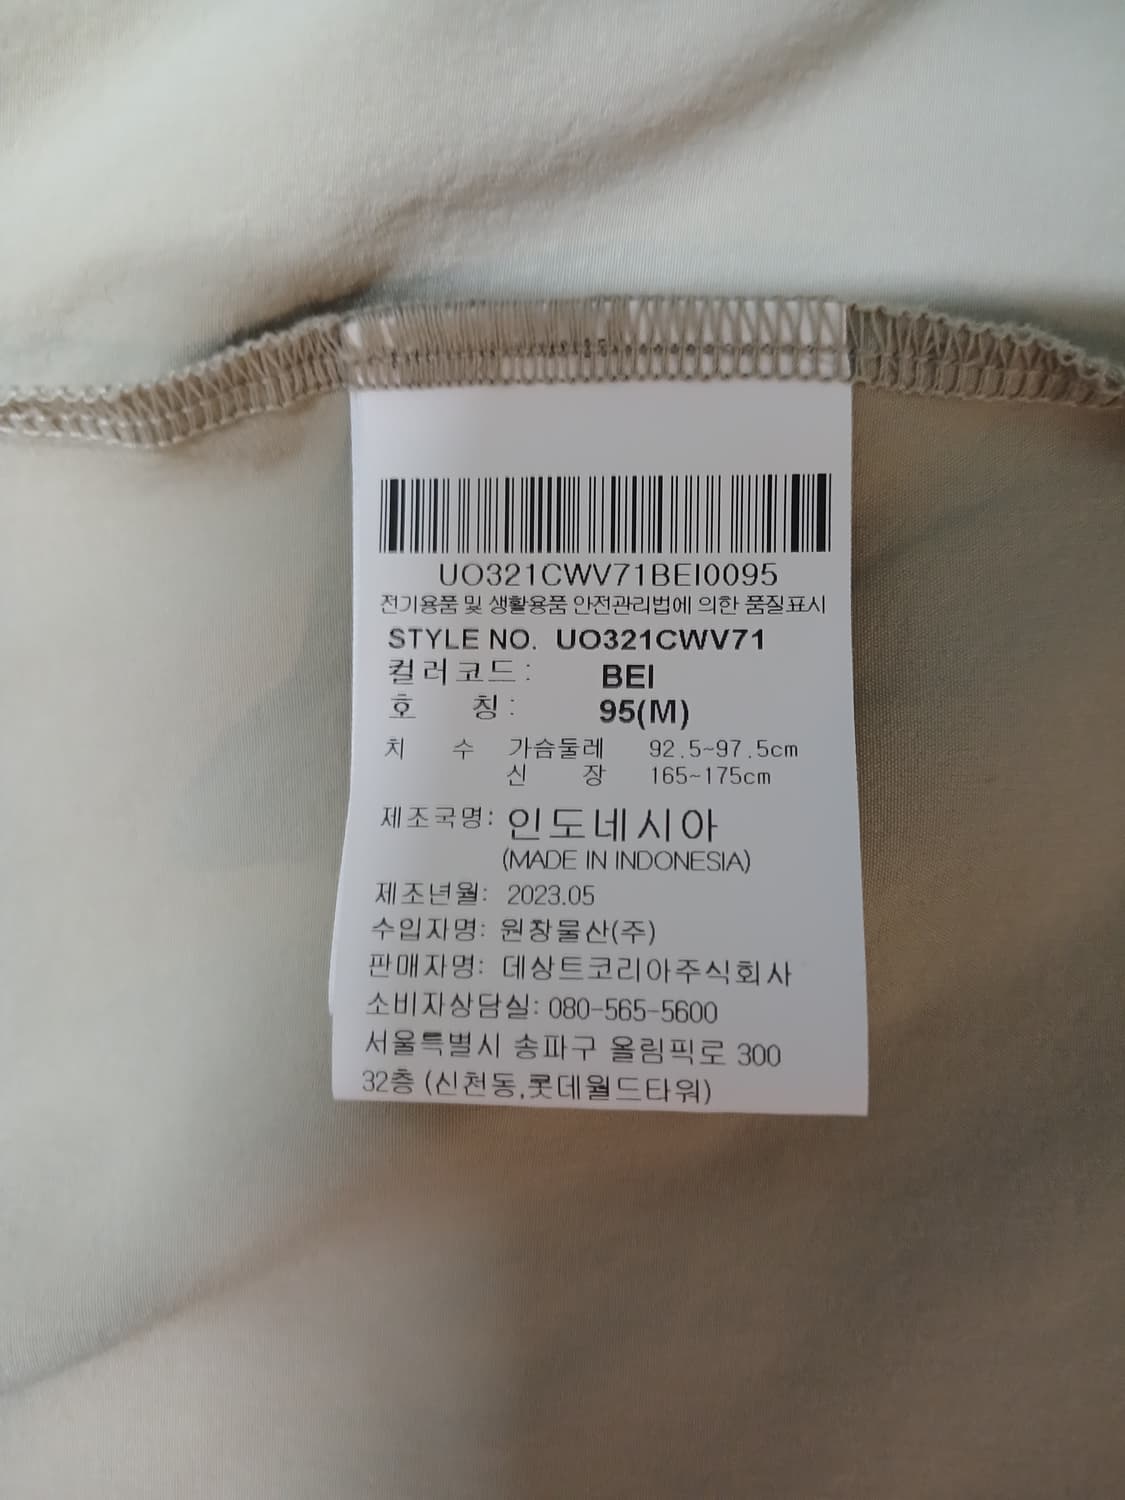 UO321CWV71BEI0095
전기용품 및 생활용품 안전관리법에 의한 품질표시
STYLE NO. UO321CWV71
컬러코드: BEI
호 칭: 95(M)
치 수 가슴둘레 92.5~97.5cm
신 장 165~175cm
제조국명: 인도네시아
(MADE IN INDONESIA)
제조년월: 2023.05
수입자명: 원창물산(주)
판매자명: 데상트코리아주식회사
소비자상담실: 080-565-5600
서울특별시 송파구 올림픽로 300
32층 (신천동,롯데월드타워)